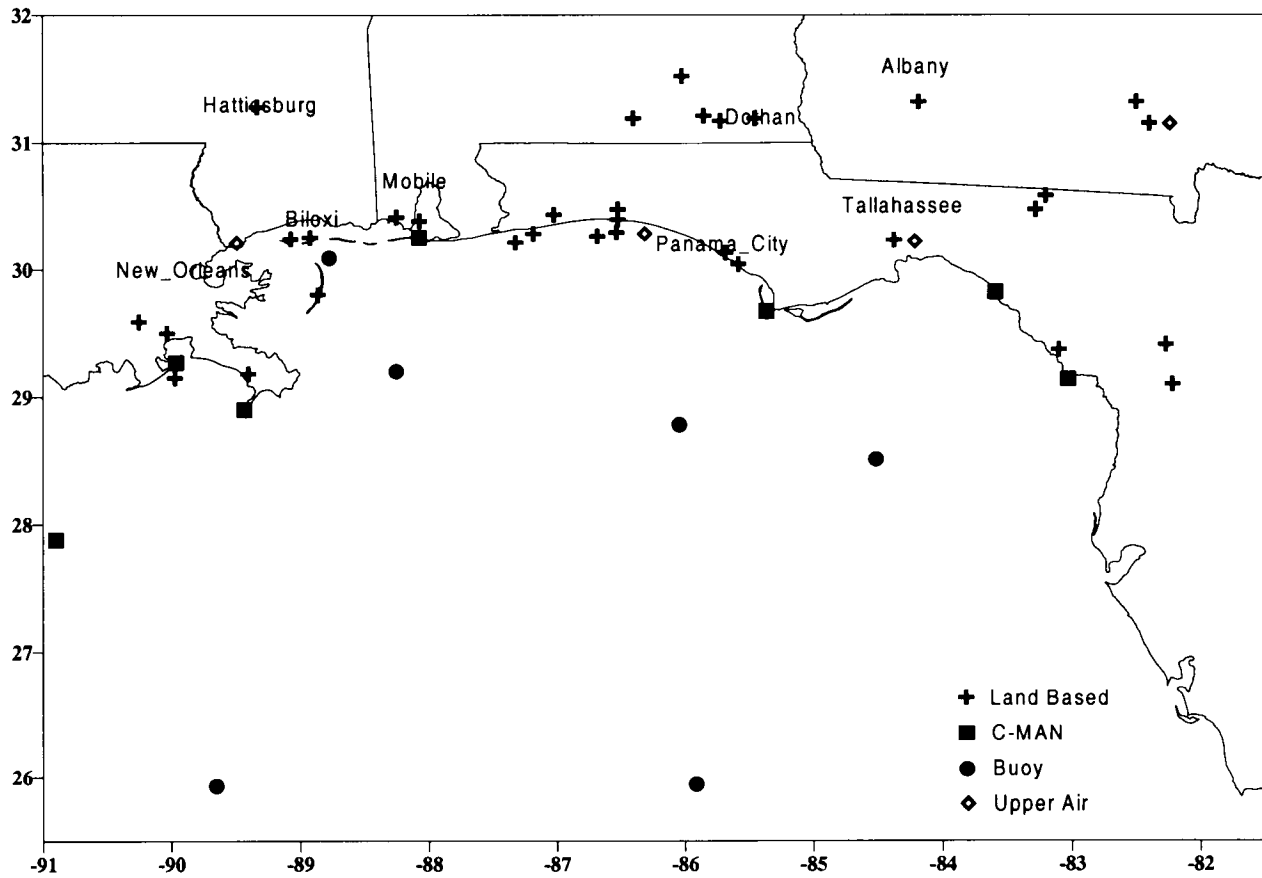 32
Albany
Hattiesburg
Dothan
31
Mobile
Biloxi
Tallahassee
Panama_City
30
New_Orleans
29
28
27
Land Based
C-MAN
Buoy
26
Upper Air
-91 -90 -89 -88 -87 -86 -85 -84 -83 -82